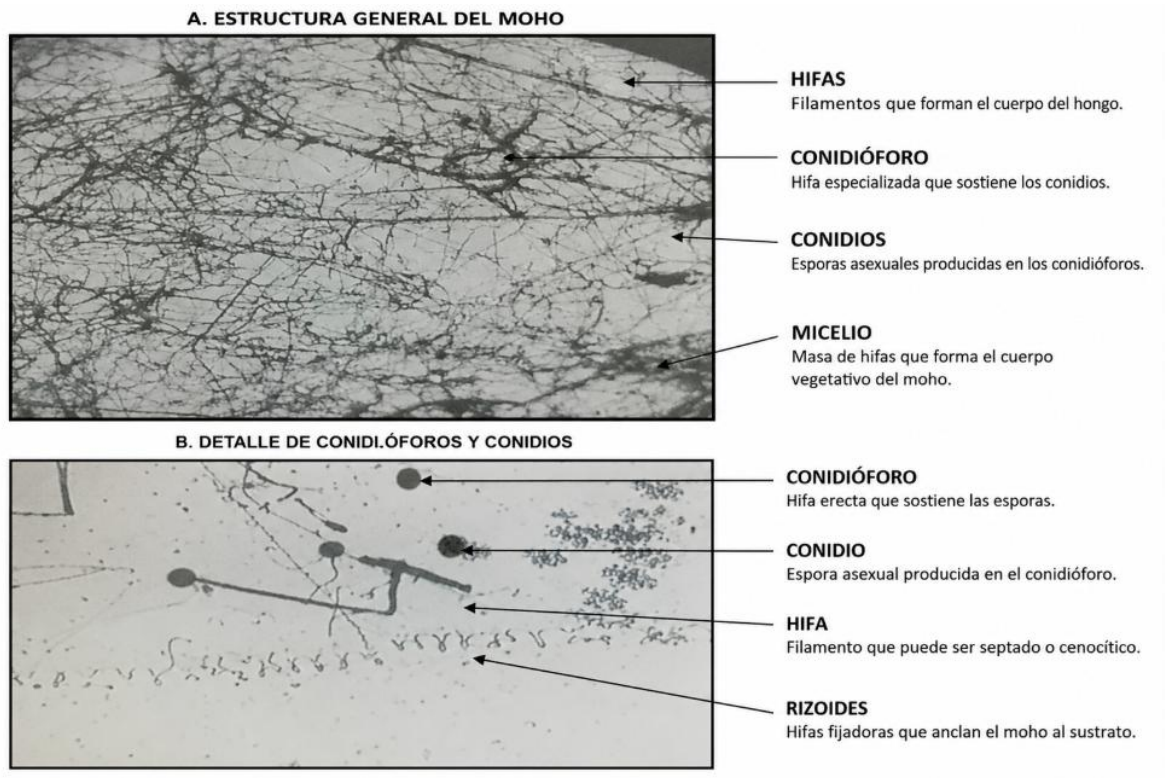 A. ESTRUCTURA GENERAL DEL MOHO
HIFAS
Filamentos que forman el cuerpo del hongo.
CONIDIÓFORO
Hifa especializada que sostiene los conidios.
CONIDIOS
Esporas asexuales producidas en los conidióforos.
MICELIO
Masa de hifas que forma el cuerpo
vegetativo del moho.
B. DETALLE DE CONIDI.ÓFOROS Y CONIDIOS
CONIDIÓFORO
Hifa erecta que sostiene las esporas.
CONIDIO
Espora asexual producida en el conidióforo.
HIFA
Filamento que puede ser septado o cenocítico.
RIZOIDES
Hifas fijadoras que anclan el moho al sustrato.